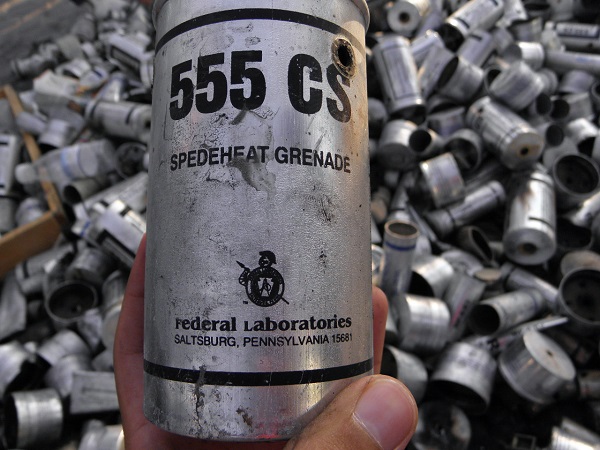 555 CS
SPEDEHEAT GRENADE
Federal Laboratories
SALTSBURG, PENNSYLVANIA 15681